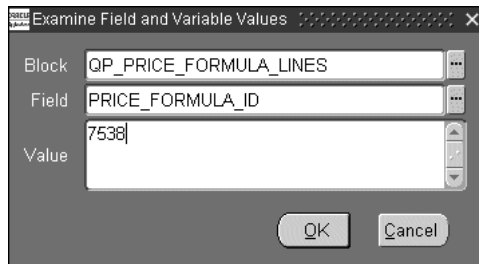 Examine Field and Variable Values
Block QP_PRICE_FORMULA_LINES
Field PRICE_FORMULA_ID
Value 7538
OK Cancel